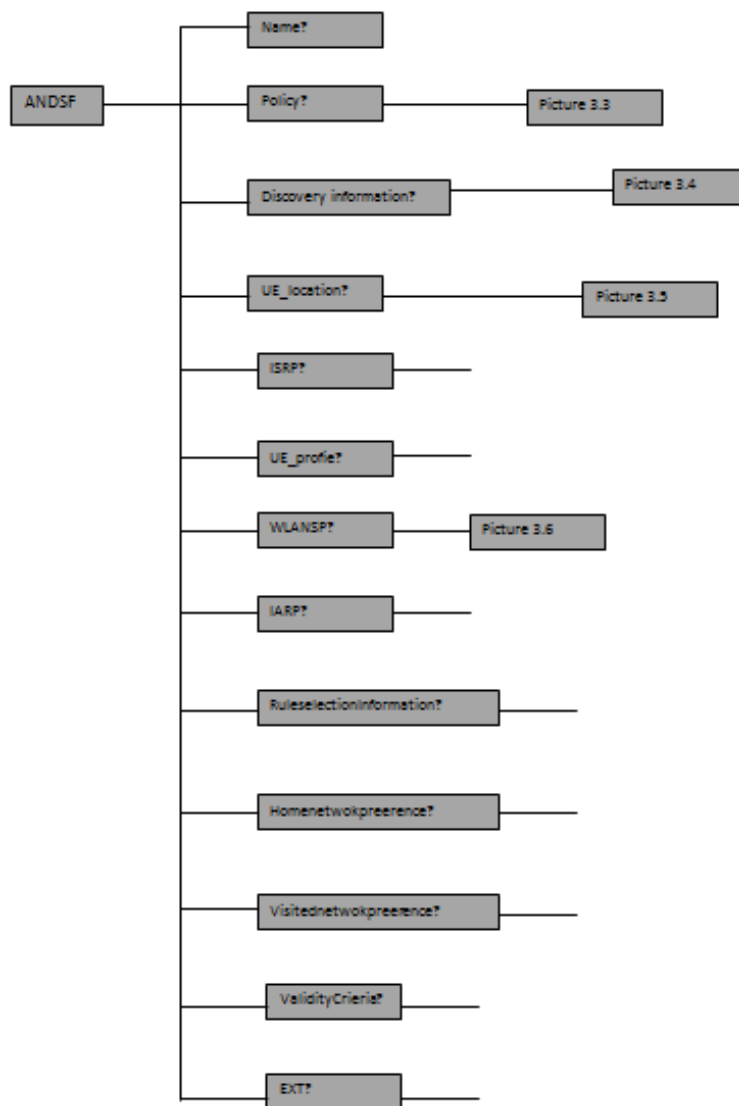 Name?
ANDSF
Policy?
Picture 3.3
Discovery information?
Picture 3.4
UE_location?
Picture 3.5
ISRP?
UE_profie?
WLANSP?
Picture 3.6
IARP?
RuleselectionInformation?
Homenetwokpreerence?
Visitednetwokpreerence?
ValidityCrieria?
EXT?